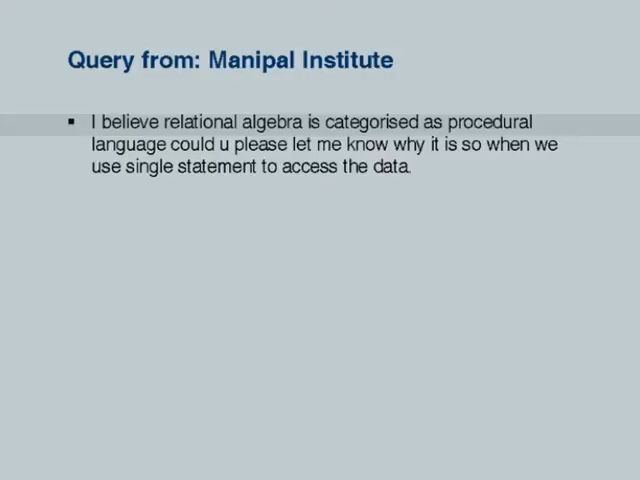 Query from: Manipal Institute
▪ I believe relational algebra is categorised as procedural
language could u please let me know why it is so when we
use single statement to access the data.